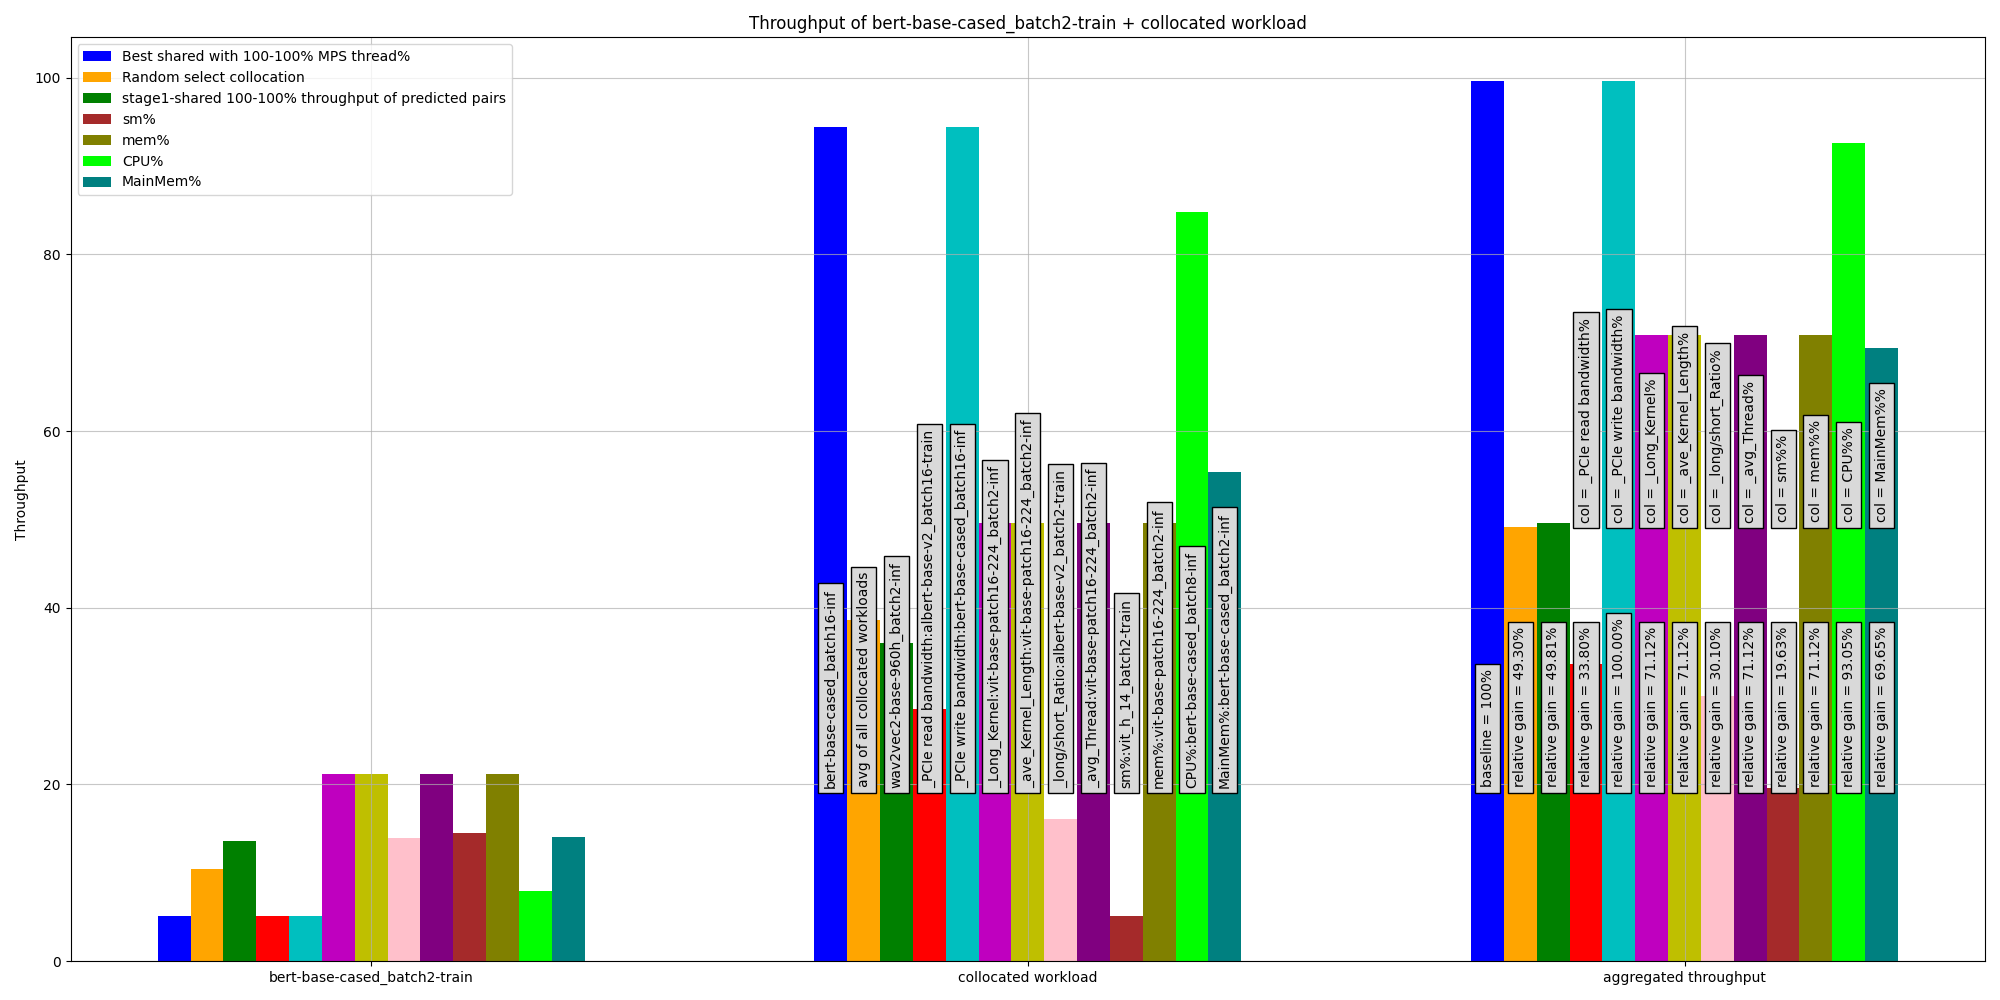 Throughput of bert-base-cased_batch2-train + collocated workload
Best shared with 100-100% MPS thread%
Random select collocation
stage1-shared 100-100% throughput of predicted pairs
sm%
mem%
CPU%
MainMem%
Throughput
100
80
60
40
20
0
bert-base-cased_batch16-inf
avg of all collocated workloads
wav2vec2-base-960h_batch2-inf
_PCIe read bandwidth:albert-base-v2_batch16-train
_PCIe write bandwidth:bert-base-cased_batch16-inf
_Long_Kernel:vit-base-patch16-224_batch2-inf
_ave_Kernel_Length:vit-base-patch16-224_batch2-inf
_long/short_Ratio:albert-base-v2_batch2-train
_avg_Thread:vit-base-patch16-224_batch2-inf
sm%:vit_h_14_batch2-train
mem%:vit-base-patch16-224_batch2-inf
CPU%:bert-base-cased_batch8-inf
MainMem%:bert-base-cased_batch2-inf
col = _PCIe read bandwidth%
col = _PCIe write bandwidth%
col = _Long_Kernel%
col = _ave_Kernel_Length%
col = _long/short_Ratio%
col = _avg_Thread%
col = sm%%
col = mem%%
col = CPU%%
col = MainMem%%
baseline = 100%
relative gain = 49.30%
relative gain = 49.81%
relative gain = 33.80%
relative gain = 100.00%
relative gain = 71.12%
relative gain = 71.12%
relative gain = 30.10%
relative gain = 71.12%
relative gain = 19.63%
relative gain = 71.12%
relative gain = 93.05%
relative gain = 69.65%
bert-base-cased_batch2-train
collocated workload
aggregated throughput